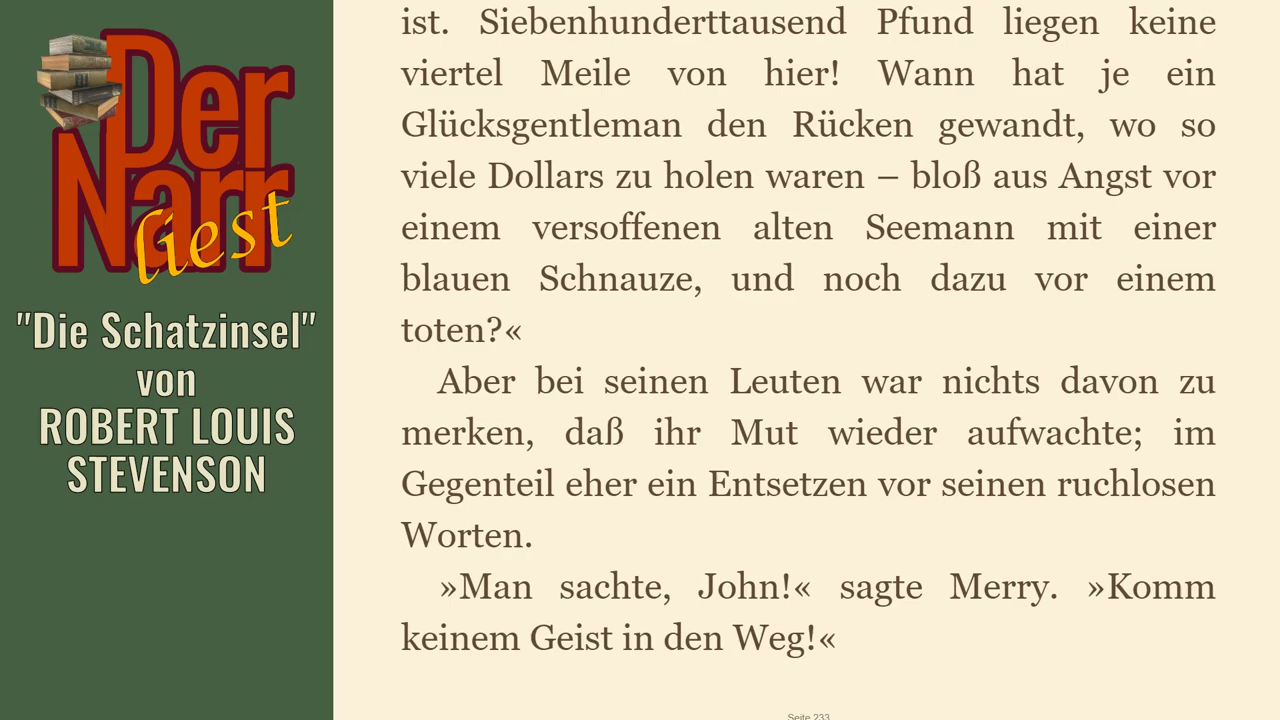 Der
Narr
liest
"Die Schatzinsel"
von
ROBERT LOUIS
STEVENSON
ist. Siebenhunderttausend Pfund liegen keine
viertel Meile von hier! Wann hat je ein
Glücksgentleman den Rücken gewandt, wo so
viele Dollars zu holen waren – bloß aus Angst vor
einem versoffenen alten Seemann mit einer
blauen Schnauze, und noch dazu vor einem
toten?«
Aber bei seinen Leuten war nichts davon zu
merken, daß ihr Mut wieder aufwachte; im
Gegenteil eher ein Entsetzen vor seinen ruchlosen
Worten.
»Man sachte, John!« sagte Merry. »Komm
keinem Geist in den Weg!«
Seite 233